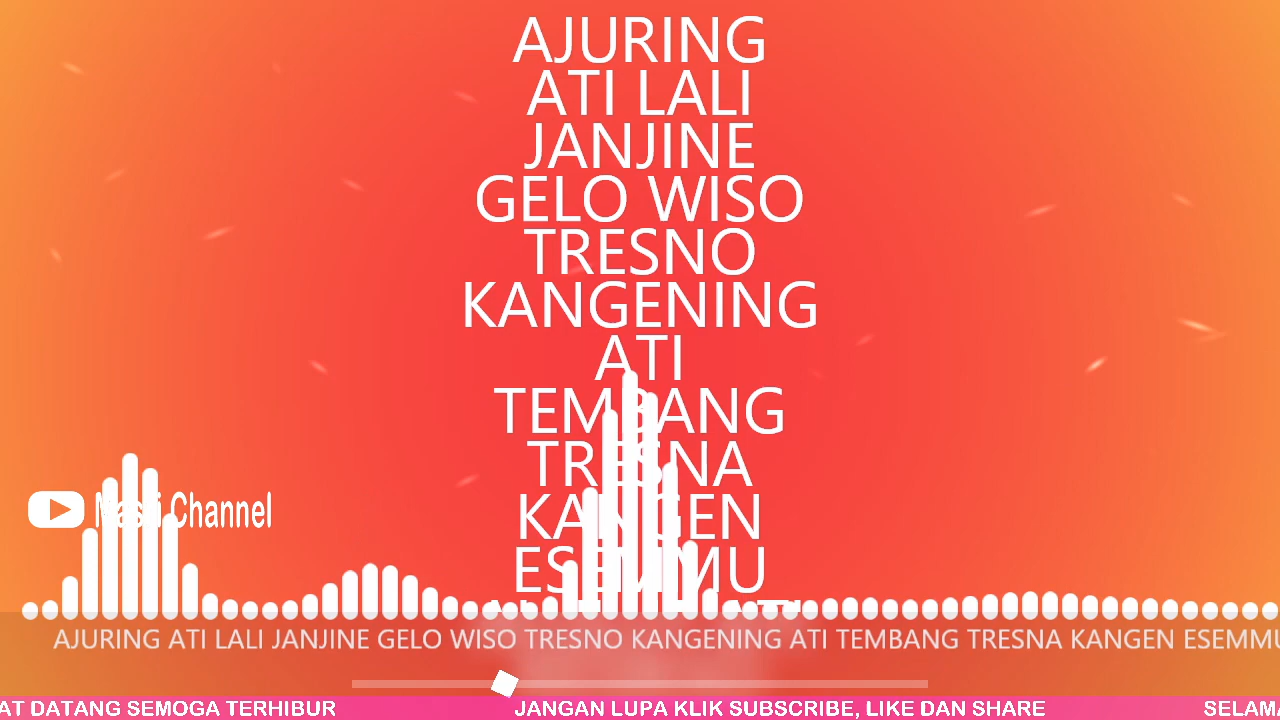 AJURING
ATI LALI
JANJINE
GELO WISO
TRESNO
KANGENING
ATI
TEMBANG
TRESNA
KANGEN
ESEMMU
Channel
AJURING ATI LALI JANJINE GELO WISO TRESNO KANGENING ATI TEMBANG TRESNA KANGEN ESEMMU
AT DATANG SEMOGA TERHIBUR JANGAN LUPA KLIK SUBSCRIBE, LIKE DAN SHARE SELAMA